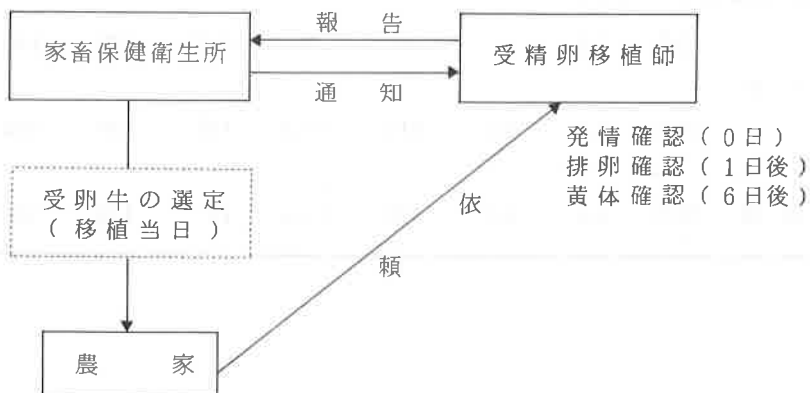 報告
家畜保健衛生所
受精卵移植師
通知
発情確認(0日)
排卵確認(1日後)
黄体確認(6日後)
受卵牛の選定
(移植当日)
依頼
農家